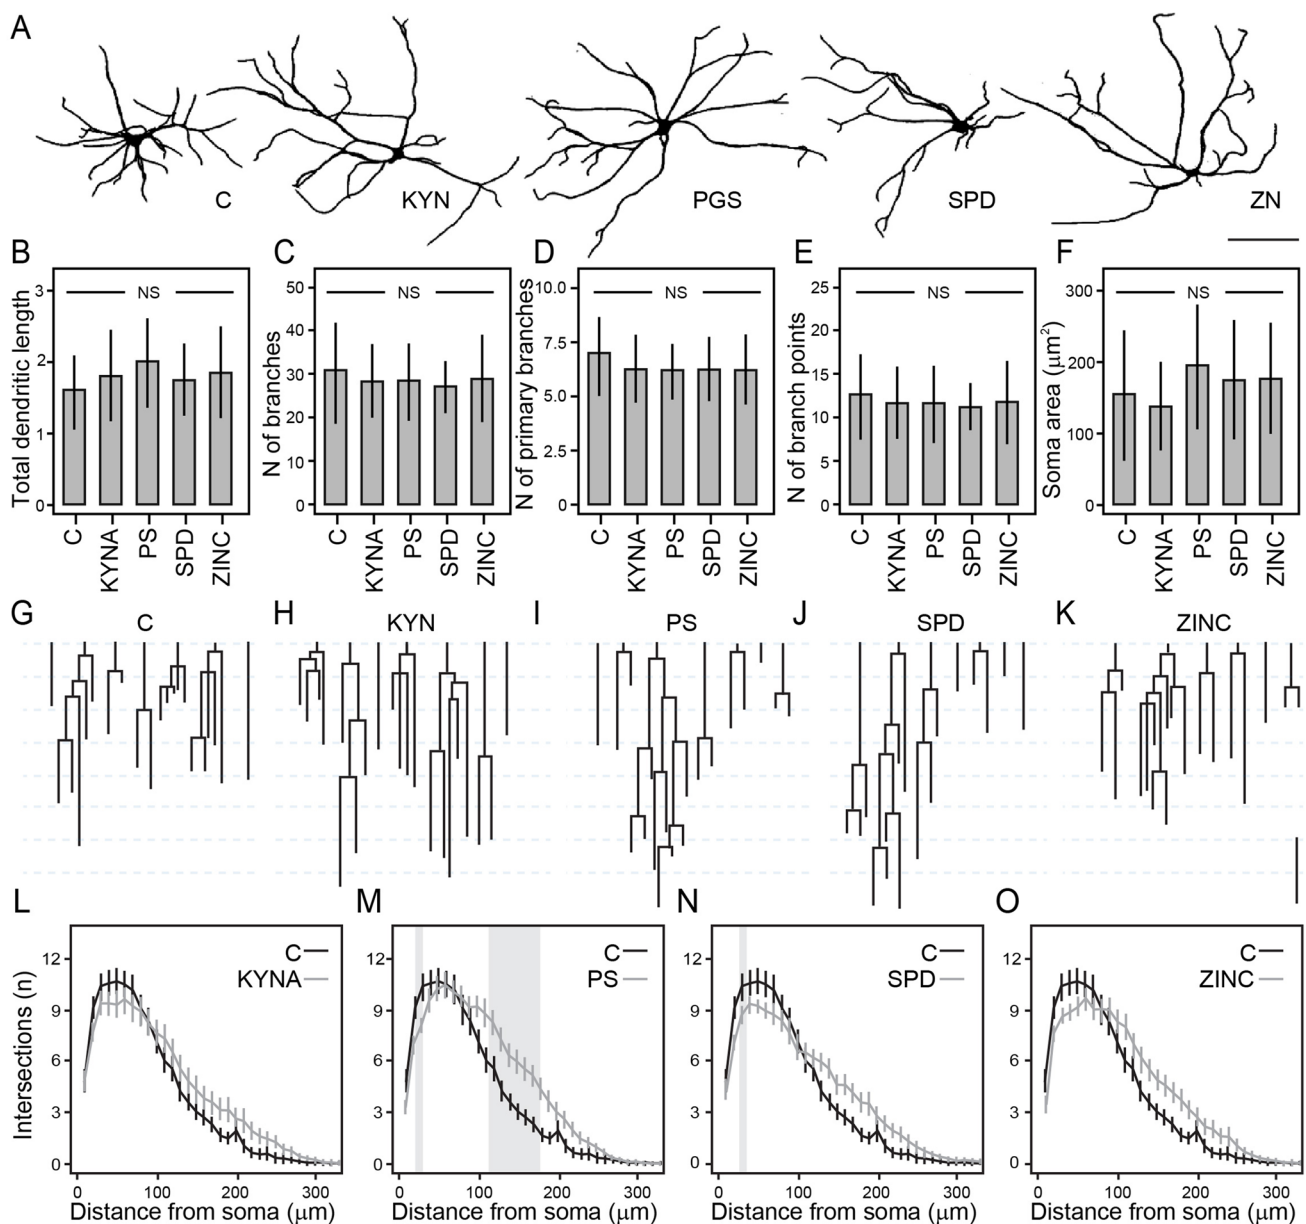 A
C
KYN
PGS
SPD
ZN
B
C
D
E
F
Total dendritic length
3
2
1
0
NS
C
KYNA
PS
SPD
ZINC
N of branches
50
40
30
20
10
0
NS
C
KYNA
PS
SPD
ZINC
N of primary branches
10.0
7.5
5.0
2.5
0
NS
C
KYNA
PS
SPD
ZINC
N of branch points
25
20
15
10
5
0
NS
C
KYNA
PS
SPD
ZINC
Soma area (μm²)
300
200
100
0
NS
C
KYNA
PS
SPD
ZINC
G
C
H
KYN
I
PS
J
SPD
K
ZINC
L
Intersections (n)
12
9
6
3
0
C
KYNA
0 100 200 300
Distance from soma (μm)
M
12
9
6
3
0
C
PS
0 100 200 300
Distance from soma (μm)
N
12
9
6
3
0
C
SPD
0 100 200 300
Distance from soma (μm)
O
12
9
6
3
0
C
ZINC
0 100 200 300
Distance from soma (μm)